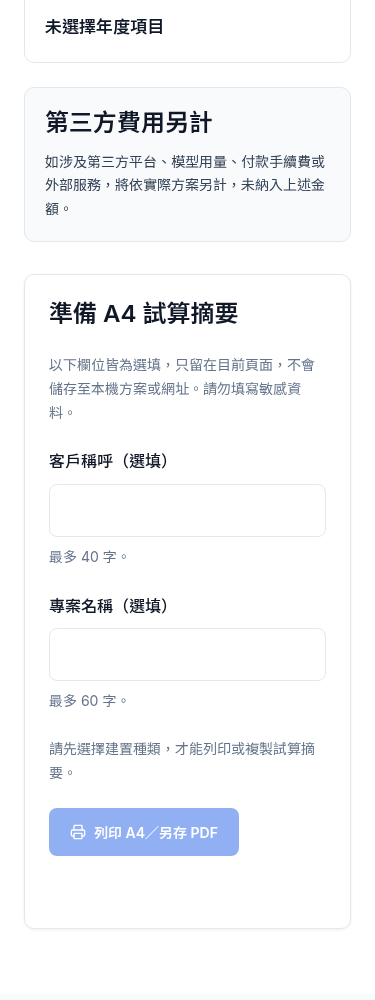 未選擇年度項目
第三方費用另計
如涉及第三方平台、模型用量、付款手續費或
外部服務，將依實際方案另計，未納入上述金
額。
準備 A4 試算摘要
以下欄位皆為選填，只留在目前頁面，不會
儲存至本機方案或網址。請勿填寫敏感資
料。
客戶稱呼（選填）
最多 40 字。
專案名稱（選填）
最多 60 字。
請先選擇建置種類，才能列印或複製試算摘
要。
列印 A4／另存 PDF